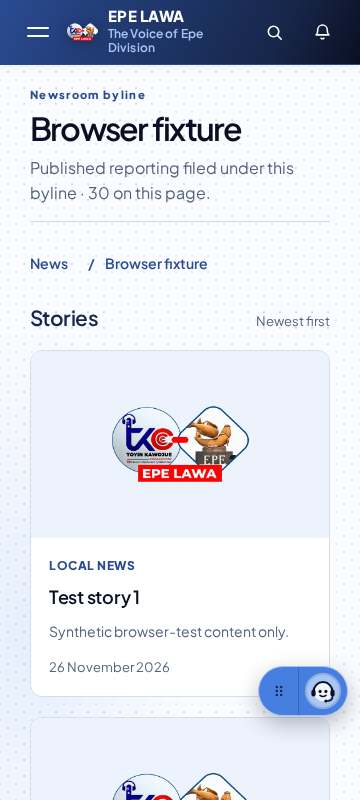 EPE LAWA
The Voice of Epe
Division
Newsroom byline
Browser fixture
Published reporting filed under this
byline · 30 on this page.
News / Browser fixture
Stories
Newest first
tKC
TOYIN KAWOJUE
EPE
EPE LAWA
LOCAL NEWS
Test story 1
Synthetic browser-test content only.
26 November 2026